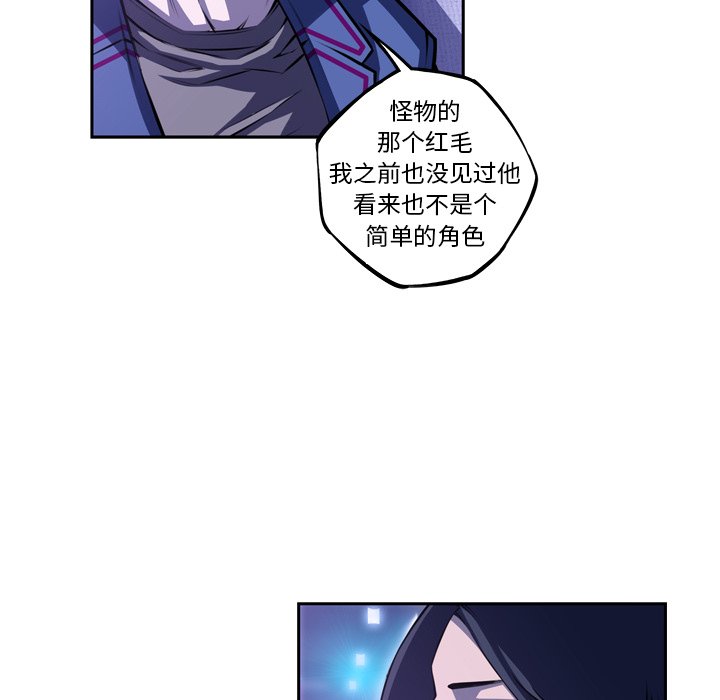 怪物的
那个红毛
我之前也没见过他
看来也不是个
简单的角色